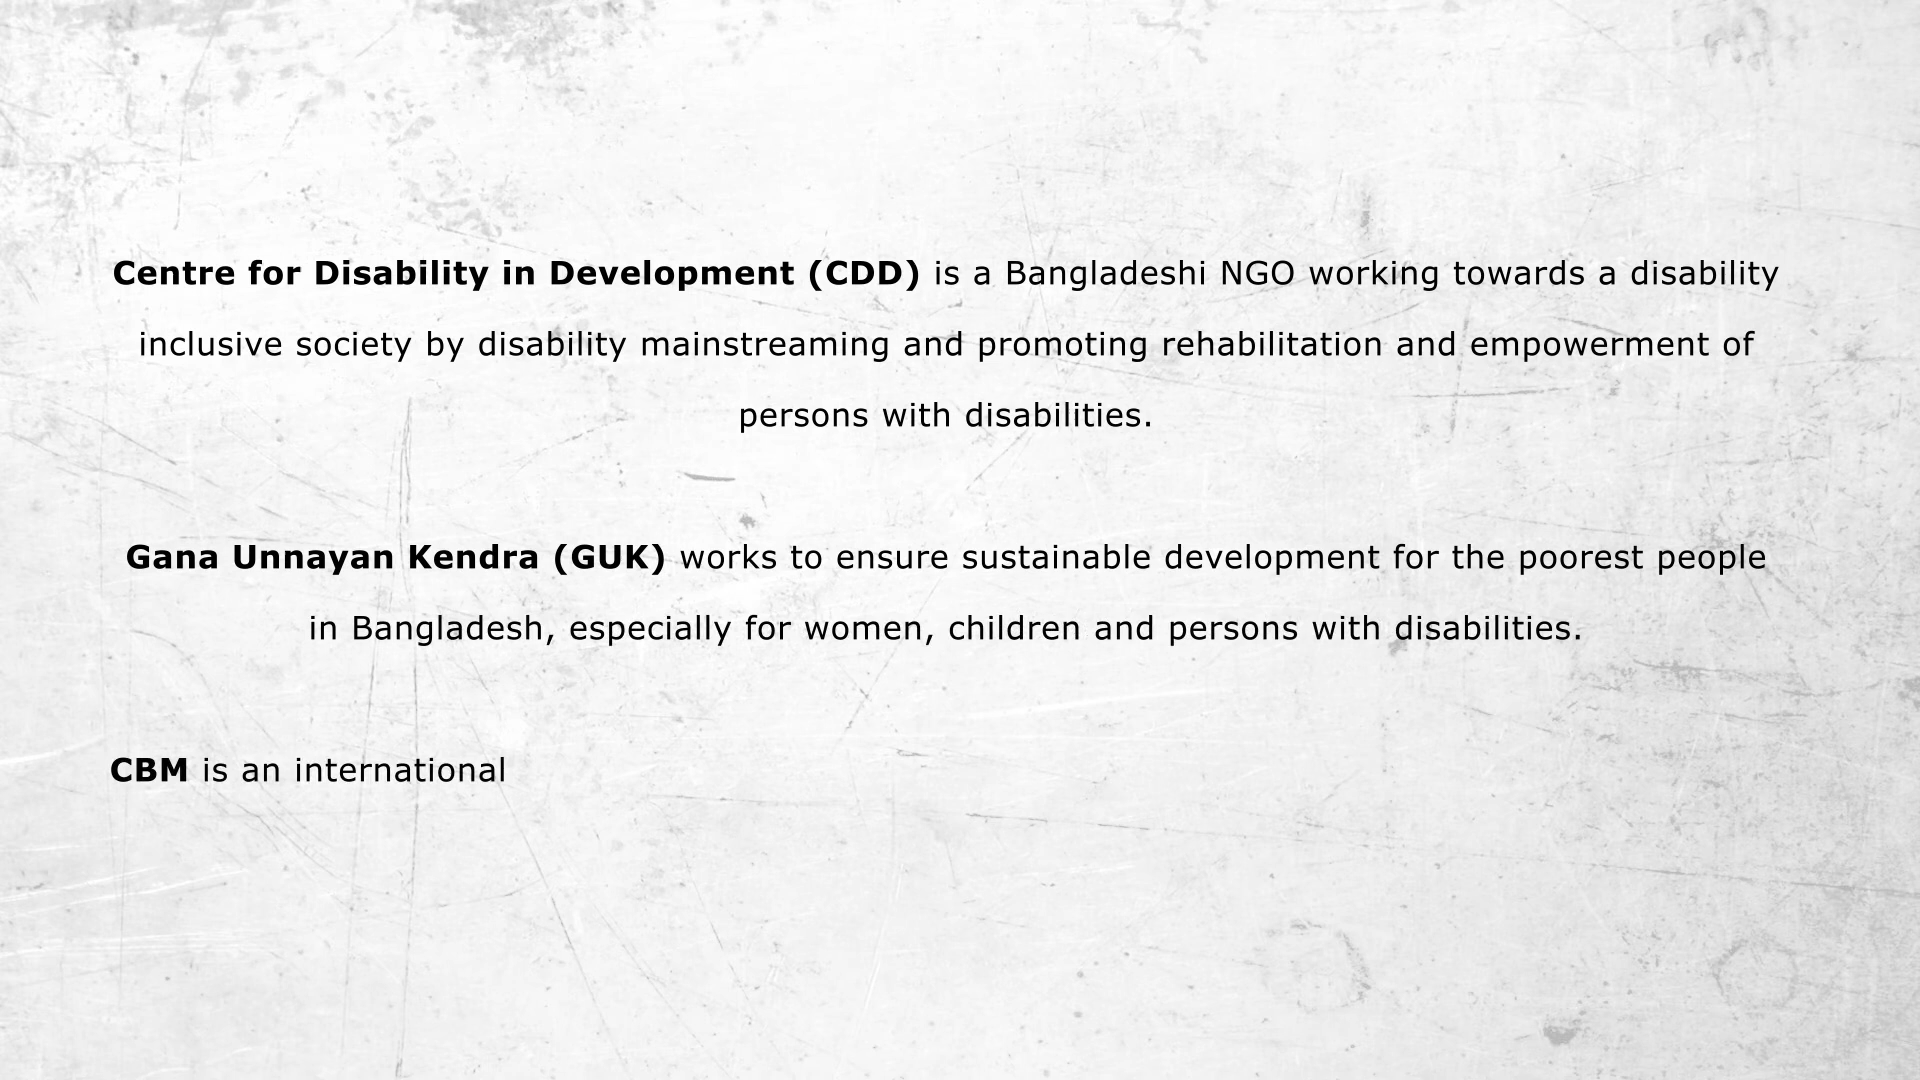 Centre for Disability in Development (CDD) is a Bangladeshi NGO working towards a disability
inclusive society by disability mainstreaming and promoting rehabilitation and empowerment of
persons with disabilities.
Gana Unnayan Kendra (GUK) works to ensure sustainable development for the poorest people
in Bangladesh, especially for women, children and persons with disabilities.
CBM is an international